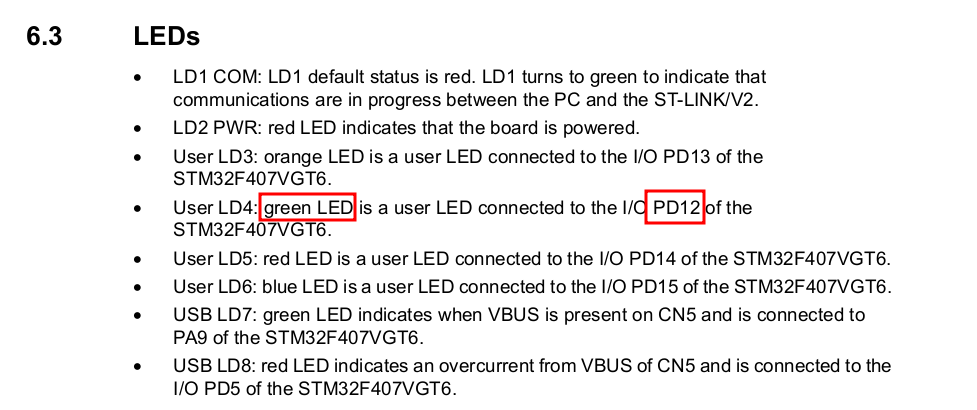 6.3 LEDs
• LD1 COM: LD1 default status is red. LD1 turns to green to indicate that
communications are in progress between the PC and the ST-LINK/V2.
• LD2 PWR: red LED indicates that the board is powered.
• User LD3: orange LED is a user LED connected to the I/O PD13 of the
STM32F407VGT6.
• User LD4: green LED is a user LED connected to the I/O PD12 of the
STM32F407VGT6.
• User LD5: red LED is a user LED connected to the I/O PD14 of the STM32F407VGT6.
• User LD6: blue LED is a user LED connected to the I/O PD15 of the STM32F407VGT6.
• USB LD7: green LED indicates when VBUS is present on CN5 and is connected to
PA9 of the STM32F407VGT6.
• USB LD8: red LED indicates an overcurrent from VBUS of CN5 and is connected to the
I/O PD5 of the STM32F407VGT6.